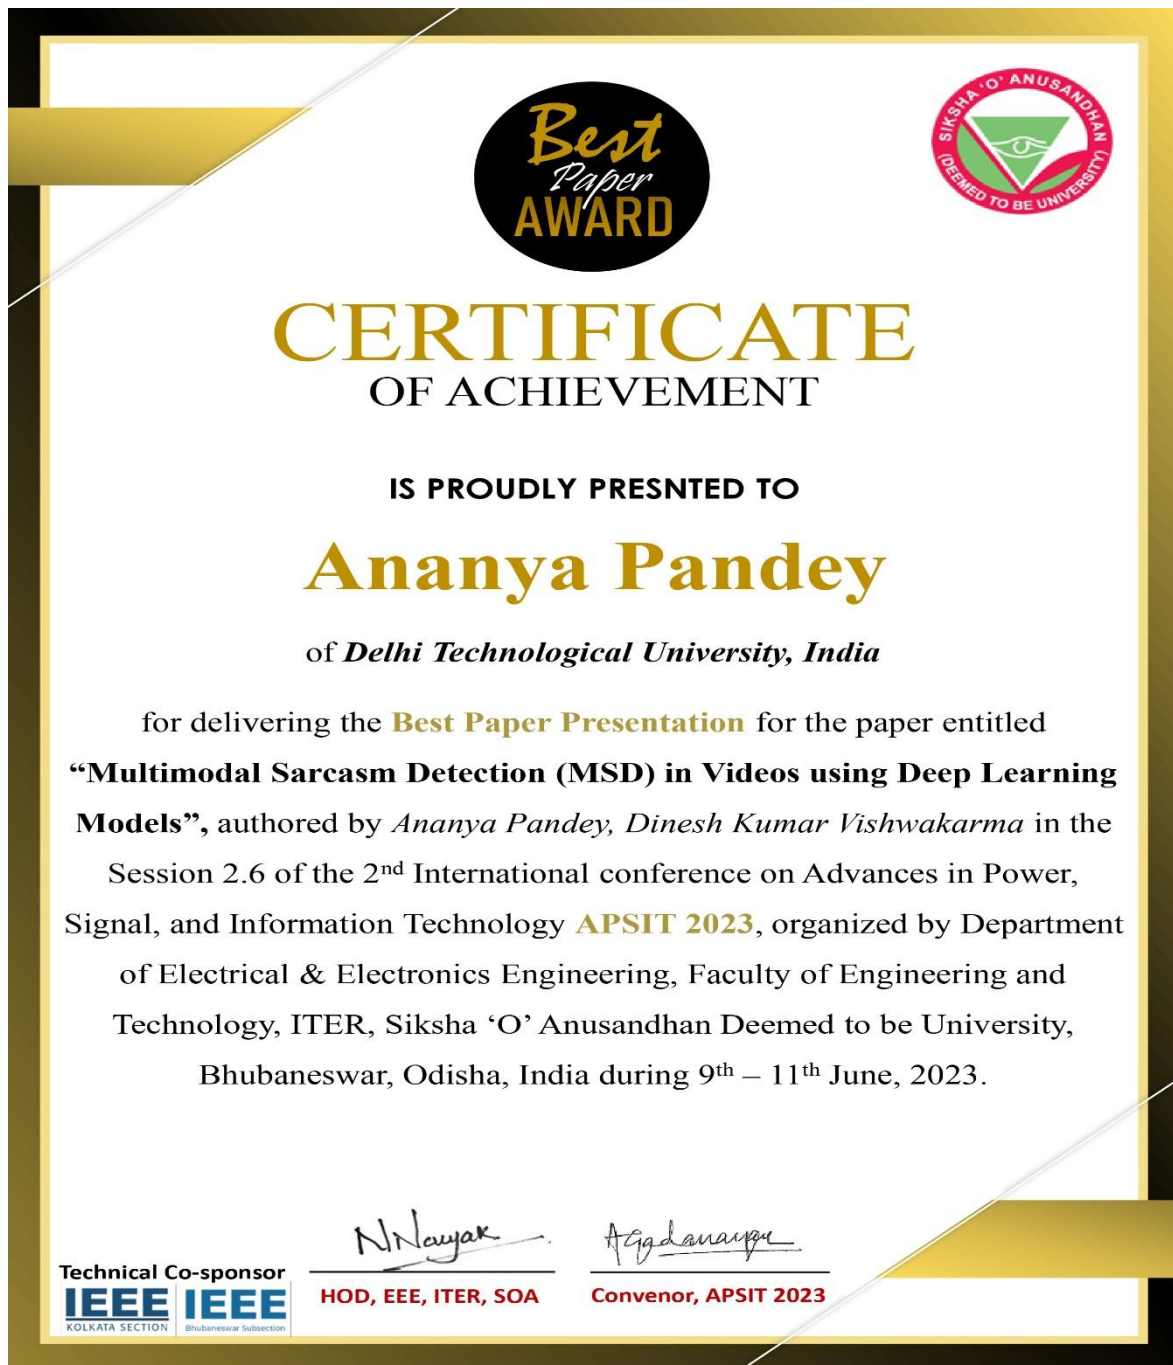 Best
Paper
AWARD
SIKSHA 'O' ANUSANDHAN
(DEEMED TO BE UNIVERSITY)
CERTIFICATE
OF ACHIEVEMENT
IS PROUDLY PRESNTED TO
Ananya Pandey
of Delhi Technological University, India
for delivering the Best Paper Presentation for the paper entitled
“Multimodal Sarcasm Detection (MSD) in Videos using Deep Learning
Models”, authored by Ananya Pandey, Dinesh Kumar Vishwakarma in the
Session 2.6 of the 2nd International conference on Advances in Power,
Signal, and Information Technology APSIT 2023, organized by Department
of Electrical & Electronics Engineering, Faculty of Engineering and
Technology, ITER, Siksha ‘O’ Anusandhan Deemed to be University,
Bhubaneswar, Odisha, India during 9th – 11th June, 2023.
NNayak
HOD, EEE, ITER, SOA
Convenor, APSIT 2023
Technical Co-sponsor
IEEE IEEE
KOLKATA SECTION Bhubaneswar Subsection